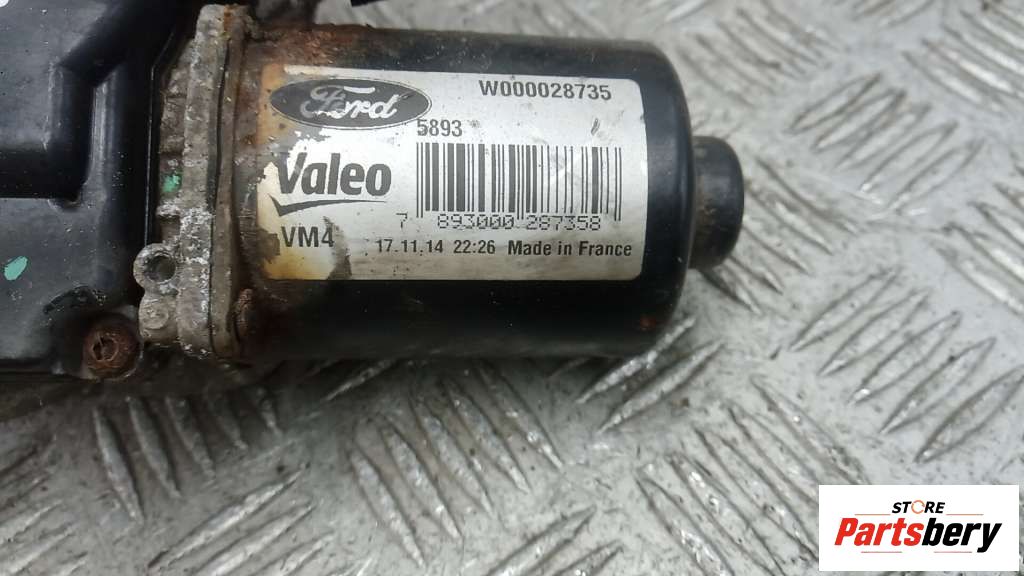 Ford
W000028735
5893
Valeo
7 893000 287358
VM4
17.11.14 22:26 Made in France
STORE
Partsbery